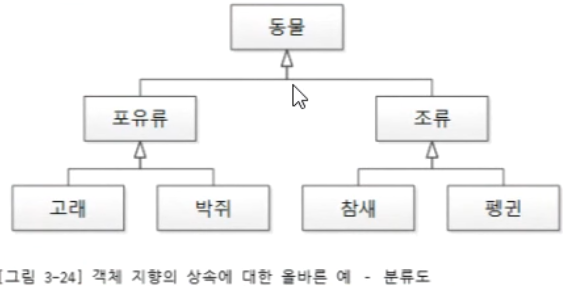 동물
포유류 조류
고래 박쥐 참새 펭귄
[그림 3-24] 객체 지향의 상속에 대한 올바른 예 - 분류도